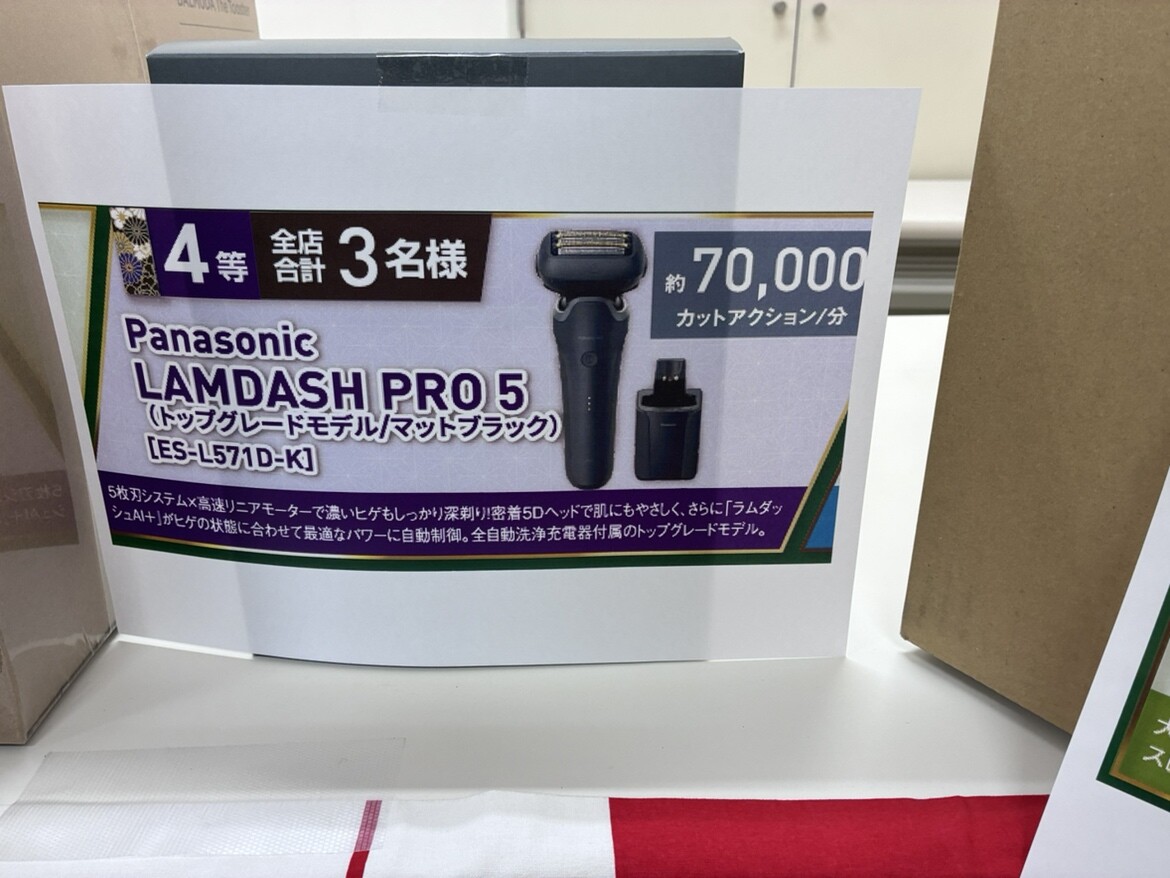 BALMUDA The Toaster
4等
全店
合計
3名様
約70,000
カットアクション/分
Panasonic
LAMDASH PRO 5
(トップグレードモデル/マットブラック)
[ES-L571D-K]
5枚刃システム×高速リニアモーターで濃いヒゲもしっかり深剃り!密着5Dヘッドで肌にもやさしく、さらに「ラムダッ
シュAI+」がヒゲの状態に合わせて最適なパワーに自動制御。全自動洗浄充電器付属のトップグレードモデル。